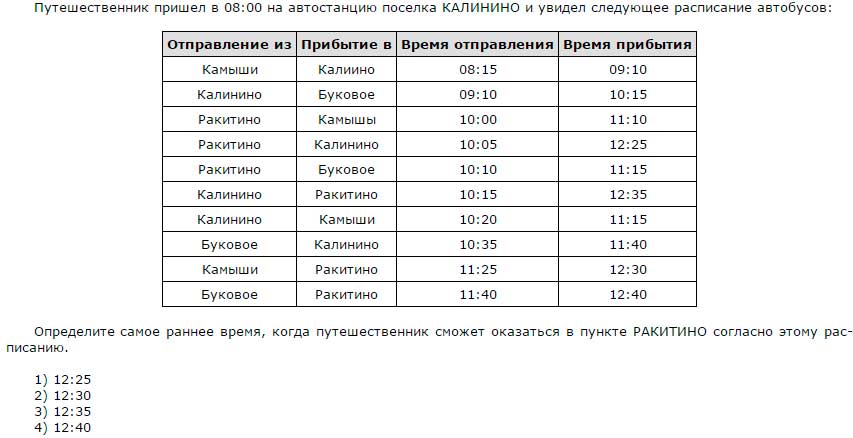 Путешественник пришел в 08:00 на автостанцию поселка КАЛИНИНО и увидел следующее расписание автобусов:
Отправление из Прибытие в Время отправления Время прибытия
Камыши Калиино 08:15 09:10
Калинино Буковое 09:10 10:15
Ракитино Камышы 10:00 11:10
Ракитино Калинино 10:05 12:25
Ракитино Буковое 10:10 11:15
Калинино Ракитино 10:15 12:35
Калинино Камыши 10:20 11:15
Буковое Калинино 10:35 11:40
Камыши Ракитино 11:25 12:30
Буковое Ракитино 11:40 12:40
Определите самое раннее время, когда путешественник сможет оказаться в пункте РАКИТИНО согласно этому рас-
писанию.
1) 12:25
2) 12:30
3) 12:35
4) 12:40